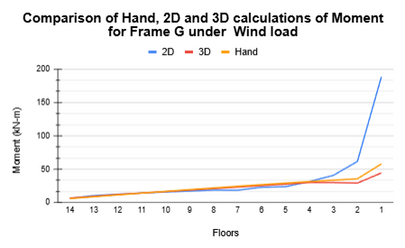 Comparison of Hand, 2D and 3D calculations of Moment
for Frame G under Wind load
2D 3D Hand
Moment (kN-m)
200
150
100
50
0
14 13 12 11 10 9 8 7 6 5 4 3 2 1
Floors